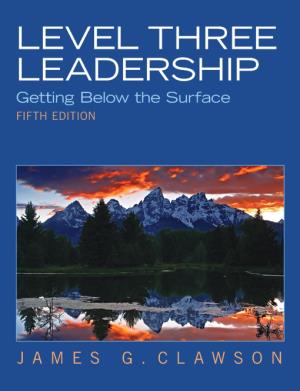 LEVEL THREE
LEADERSHIP
Getting Below the Surface
FIFTH EDITION
JAMES G. CLAWSON